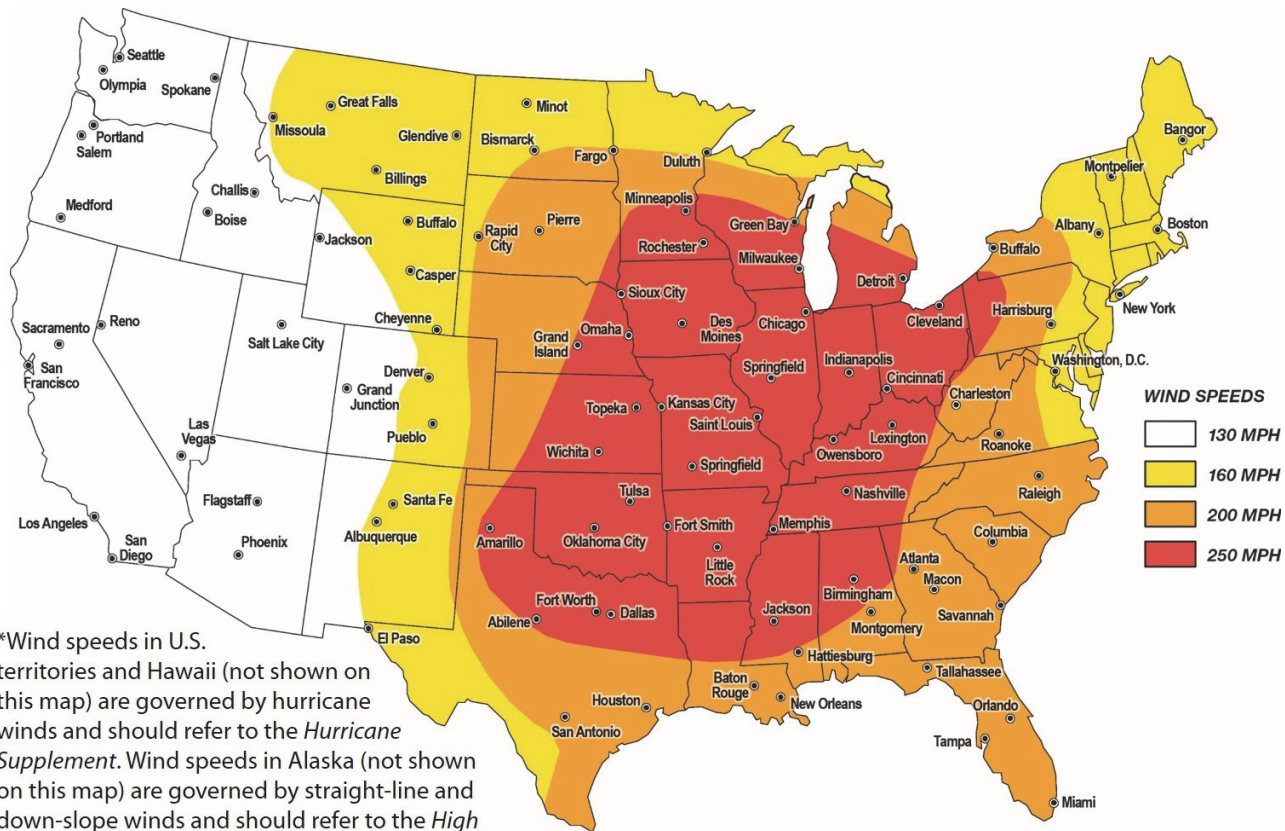 Seattle
Olympia
Spokane
Portland
Salem
Medford
Challis
Boise
Great Falls
Missoula
Glendive
Billings
Jackson
Buffalo
Casper
Cheyenne
Minot
Bismarck
Fargo
Duluth
Rapid
City
Pierre
Minneapolis
Rochester
Green Bay
Milwaukee
Detroit
Bangor
Montpelier
Albany
Boston
Buffalo
New York
Harrisburg
Washington, D.C.
Cleveland
Sacramento
San
Francisco
Reno
Las
Vegas
Salt Lake City
Denver
Grand
Junction
Pueblo
Sioux City
Omaha
Grand
Island
Des
Moines
Chicago
Springfield
Indianapolis
Cincinnati
Topeka
Kansas City
Saint Louis
Wichita
Springfield
Owensboro
Lexington
Charleston
Roanoke
Raleigh
Los Angeles
San
Diego
Flagstaff
Phoenix
Santa Fe
Albuquerque
El Paso
Amarillo
Tulsa
Oklahoma City
Fort Smith
Little
Rock
Memphis
Nashville
Columbia
Atlanta
Macon
Savannah
Birmingham
Montgomery
Abilene
Fort Worth
Dallas
Jackson
Hattiesburg
Baton
Rouge
New Orleans
Houston
San Antonio
Tallahassee
Orlando
Tampa
Miami
WIND SPEEDS
130 MPH
160 MPH
200 MPH
250 MPH
*Wind speeds in U.S.
territories and Hawaii (not shown on
this map) are governed by hurricane
winds and should refer to the Hurricane
Supplement. Wind speeds in Alaska (not shown
on this map) are governed by straight-line and
down-slope winds and should refer to the High